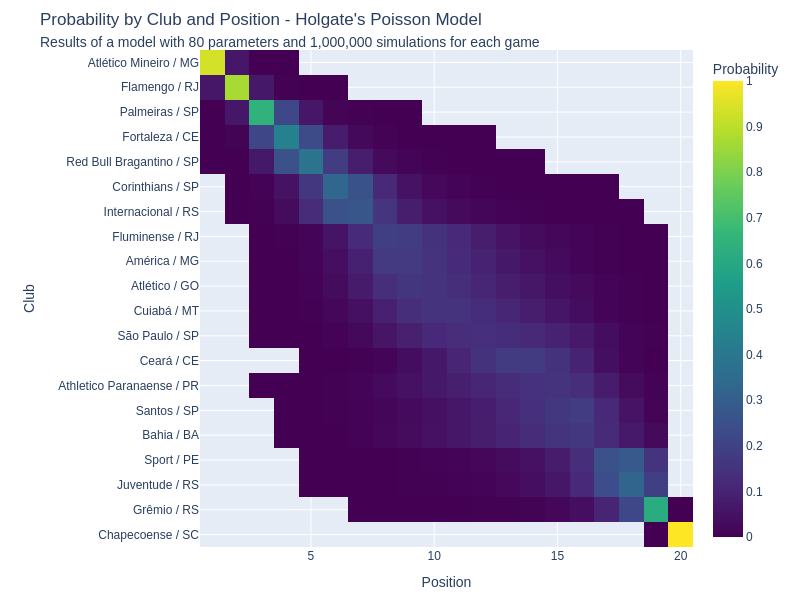 Probability by Club and Position - Holgate's Poisson Model
Results of a model with 80 parameters and 1,000,000 simulations for each game
Probability
Club
Atlético Mineiro / MG
Flamengo / RJ
Palmeiras / SP
Fortaleza / CE
Red Bull Bragantino / SP
Corinthians / SP
Internacional / RS
Fluminense / RJ
América / MG
Atlético / GO
Cuiabá / MT
São Paulo / SP
Ceará / CE
Athletico Paranaense / PR
Santos / SP
Bahia / BA
Sport / PE
Juventude / RS
Grêmio / RS
Chapecoense / SC
1
0.9
0.8
0.7
0.6
0.5
0.4
0.3
0.2
0.1
0
5 10 15 20
Position